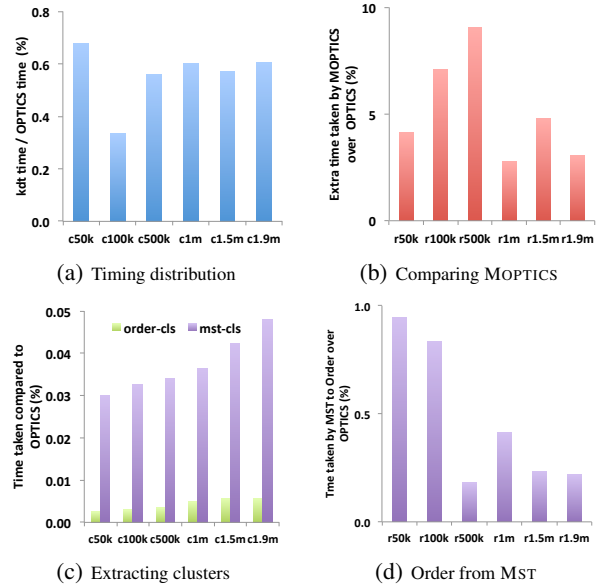 kdt time / OPTICS time (%)
0.8
0.6
0.4
0.2
0.0
c50k c100k c500k c1m c1.5m c1.9m
(a) Timing distribution
Extra time taken by MOPTICS
over OPTICS (%)
10
5
0
r50k r100k r500k r1m r1.5m r1.9m
(b) Comparing MOPTICS
Time taken compared to
OPTICS (%)
0.05
0.04
0.03
0.02
0.01
0.00
order-cls mst-cls
c50k c100k c500k c1m c1.5m c1.9m
(c) Extracting clusters
Tme taken by MST to Order over
OPTICS (%)
1.0
0.5
0.0
r50k r100k r500k r1m r1.5m r1.9m
(d) Order from MST